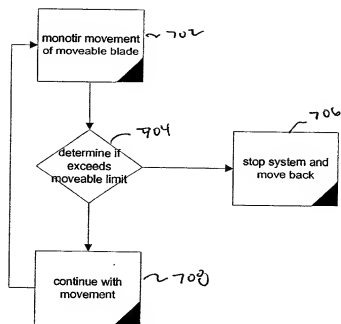 monotir movement
of moveable blade
702
704
determine if
exceeds
moveable limit
706
stop system and
move back
continue with
movement
708